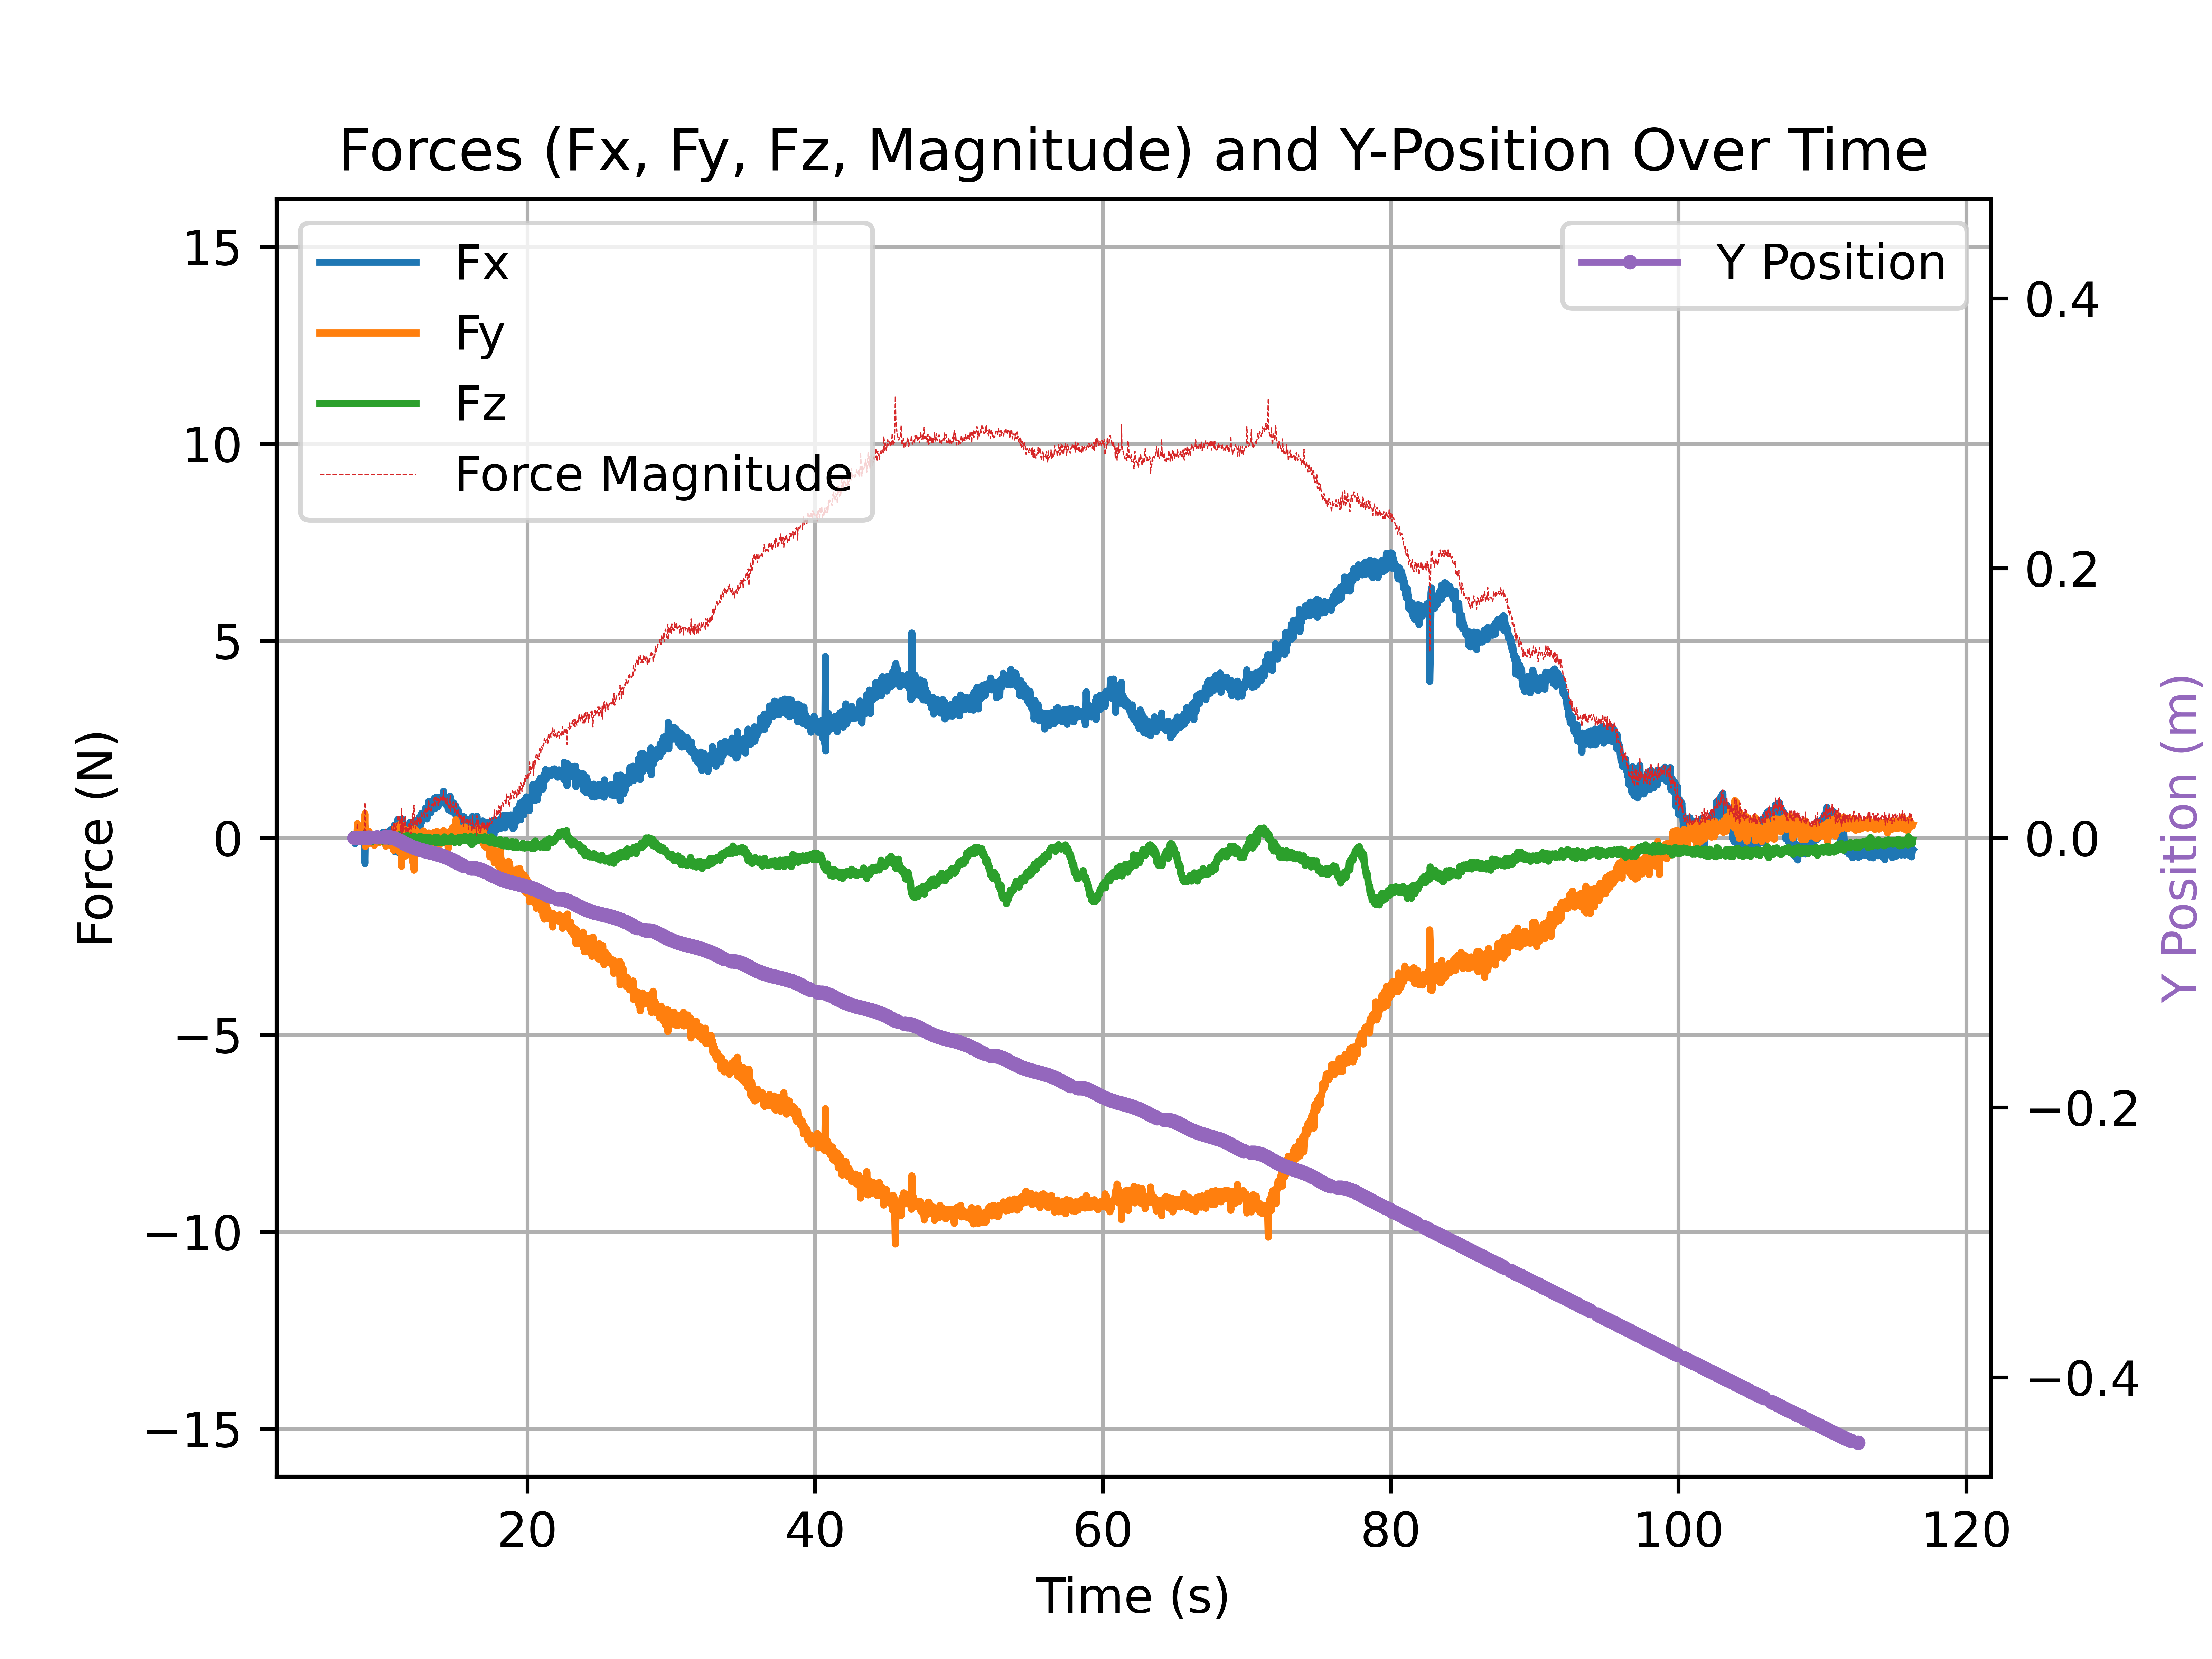 Forces (Fx, Fy, Fz, Magnitude) and Y-Position Over Time
Fx
Fy
Fz
Force Magnitude
Y Position
15
10
5
0
−5
−10
−15
Force (N)
0.4
0.2
0.0
−0.2
−0.4
Y Position (m)
20
40
60
80
100
120
Time (s)